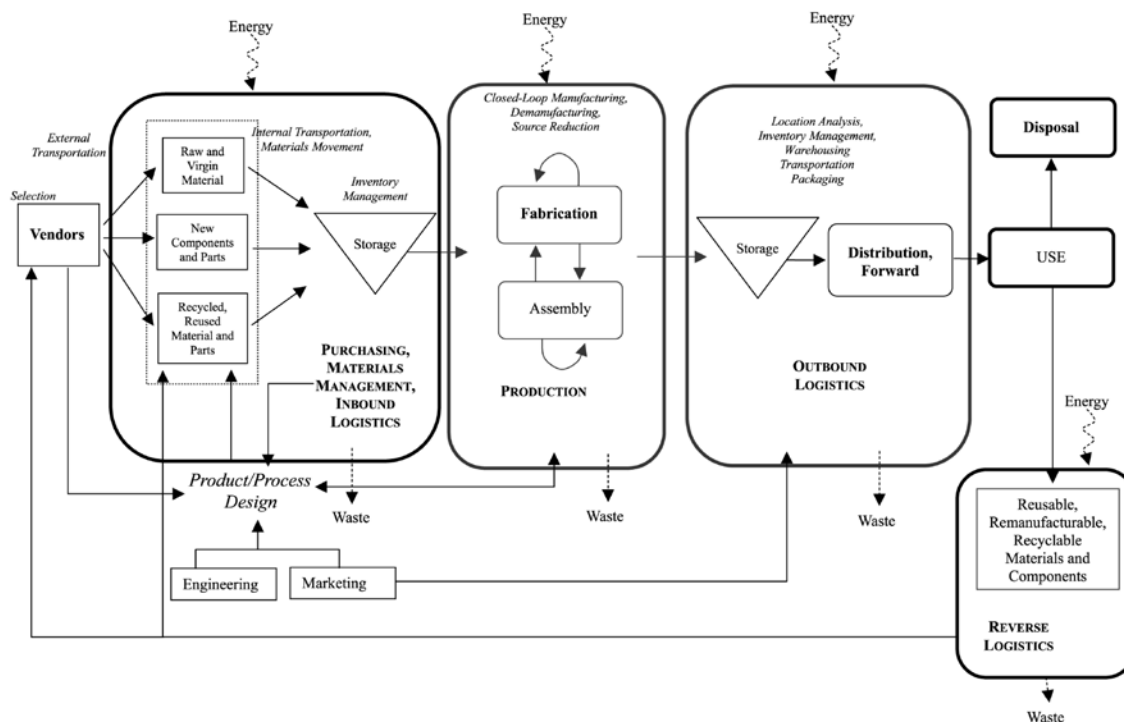 Energy
Energy
Energy
External
Transportation
Selection
Vendors
Raw and
Virgin
Material
New
Components
and Parts
Recycled,
Reused
Material and
Parts
Internal Transportation,
Materials Movement
Inventory
Management
Storage
PURCHASING,
MATERIALS
MANAGEMENT,
INBOUND
LOGISTICS
Closed-Loop Manufacturing,
Demanufacturing,
Source Reduction
Fabrication
Assembly
PRODUCTION
Location Analysis,
Inventory Management,
Warehousing
Transportation
Packaging
Storage
Distribution,
Forward
OUTBOUND
LOGISTICS
Disposal
USE
Energy
Reusable,
Remanufacturable,
Recyclable
Materials and
Components
REVERSE
LOGISTICS
Waste
Product/Process
Design
Waste
Waste
Waste
Engineering
Marketing